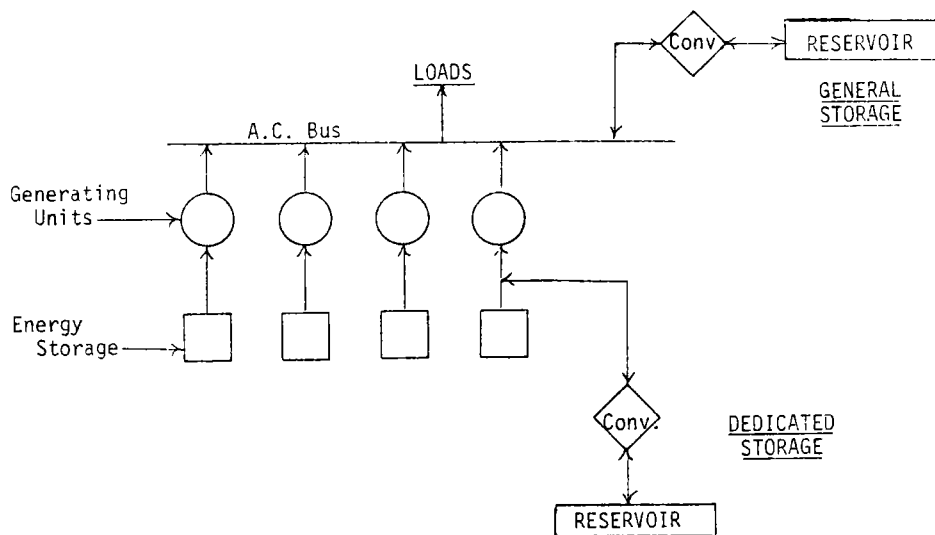 Conv
RESERVOIR
GENERAL
STORAGE
LOADS
A.C. Bus
Generating
Units
Energy
Storage
Conv.
DEDICATED
STORAGE
RESERVOIR